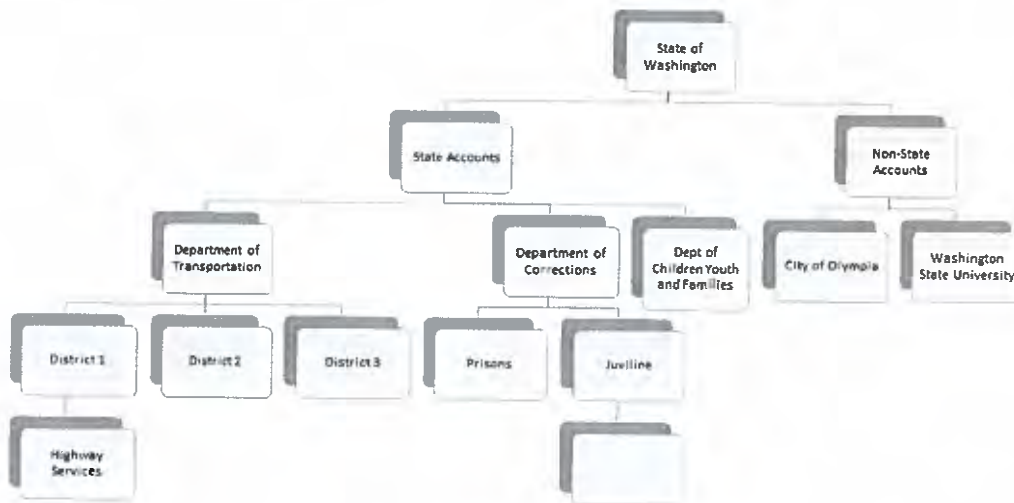 State of
Washington
State Accounts
Non-State
Accounts
Department of
Transportation
Department of
Corrections
Dept of
Children Youth
and Families
City of Olympia
Washington
State University
District 1
District 2
District 3
Prisons
Juviline
Highway
Services